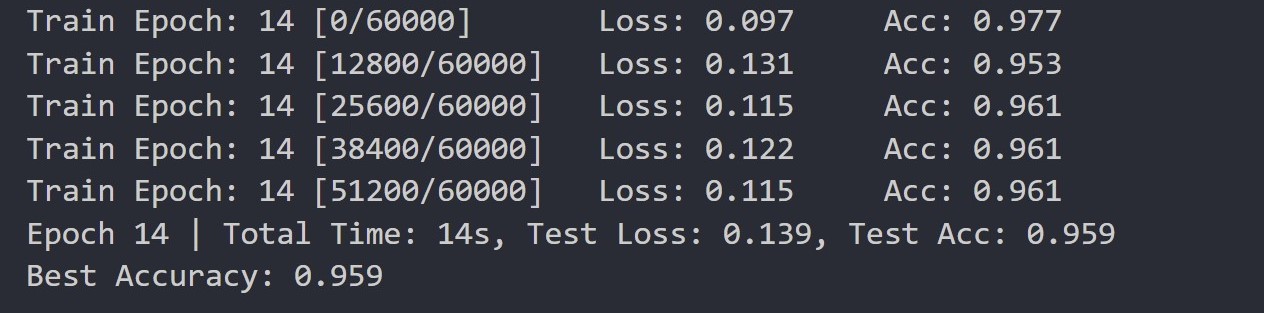 Train Epoch: 14 [0/60000]       Loss: 0.097     Acc: 0.977
Train Epoch: 14 [12800/60000]   Loss: 0.131     Acc: 0.953
Train Epoch: 14 [25600/60000]   Loss: 0.115     Acc: 0.961
Train Epoch: 14 [38400/60000]   Loss: 0.122     Acc: 0.961
Train Epoch: 14 [51200/60000]   Loss: 0.115     Acc: 0.961
Epoch 14 | Total Time: 14s, Test Loss: 0.139, Test Acc: 0.959
Best Accuracy: 0.959